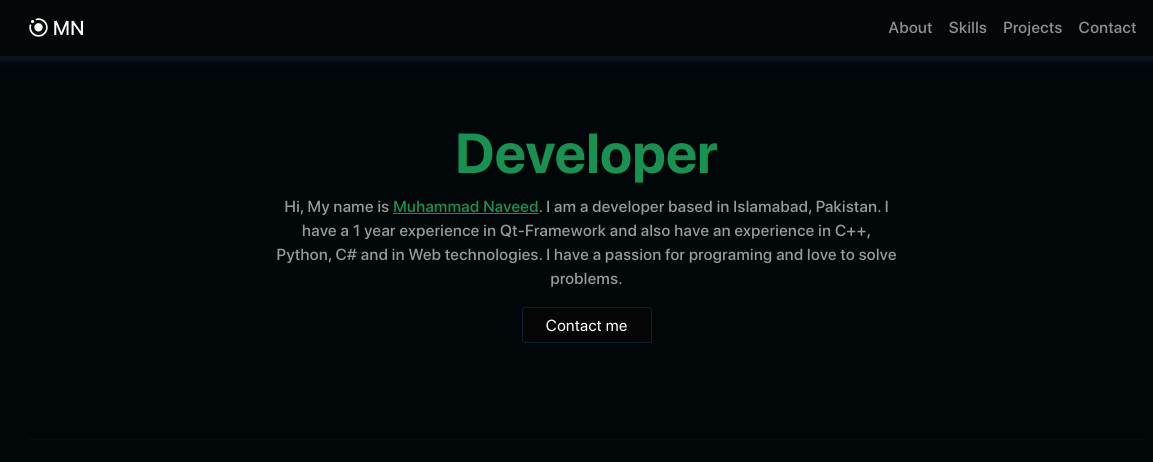 MN
About Skills Projects Contact
Developer
Hi, My name is Muhammad Naveed. I am a developer based in Islamabad, Pakistan. I
have a 1 year experience in Qt-Framework and also have an experience in C++,
Python, C# and in Web technologies. I have a passion for programing and love to solve
problems.
Contact me